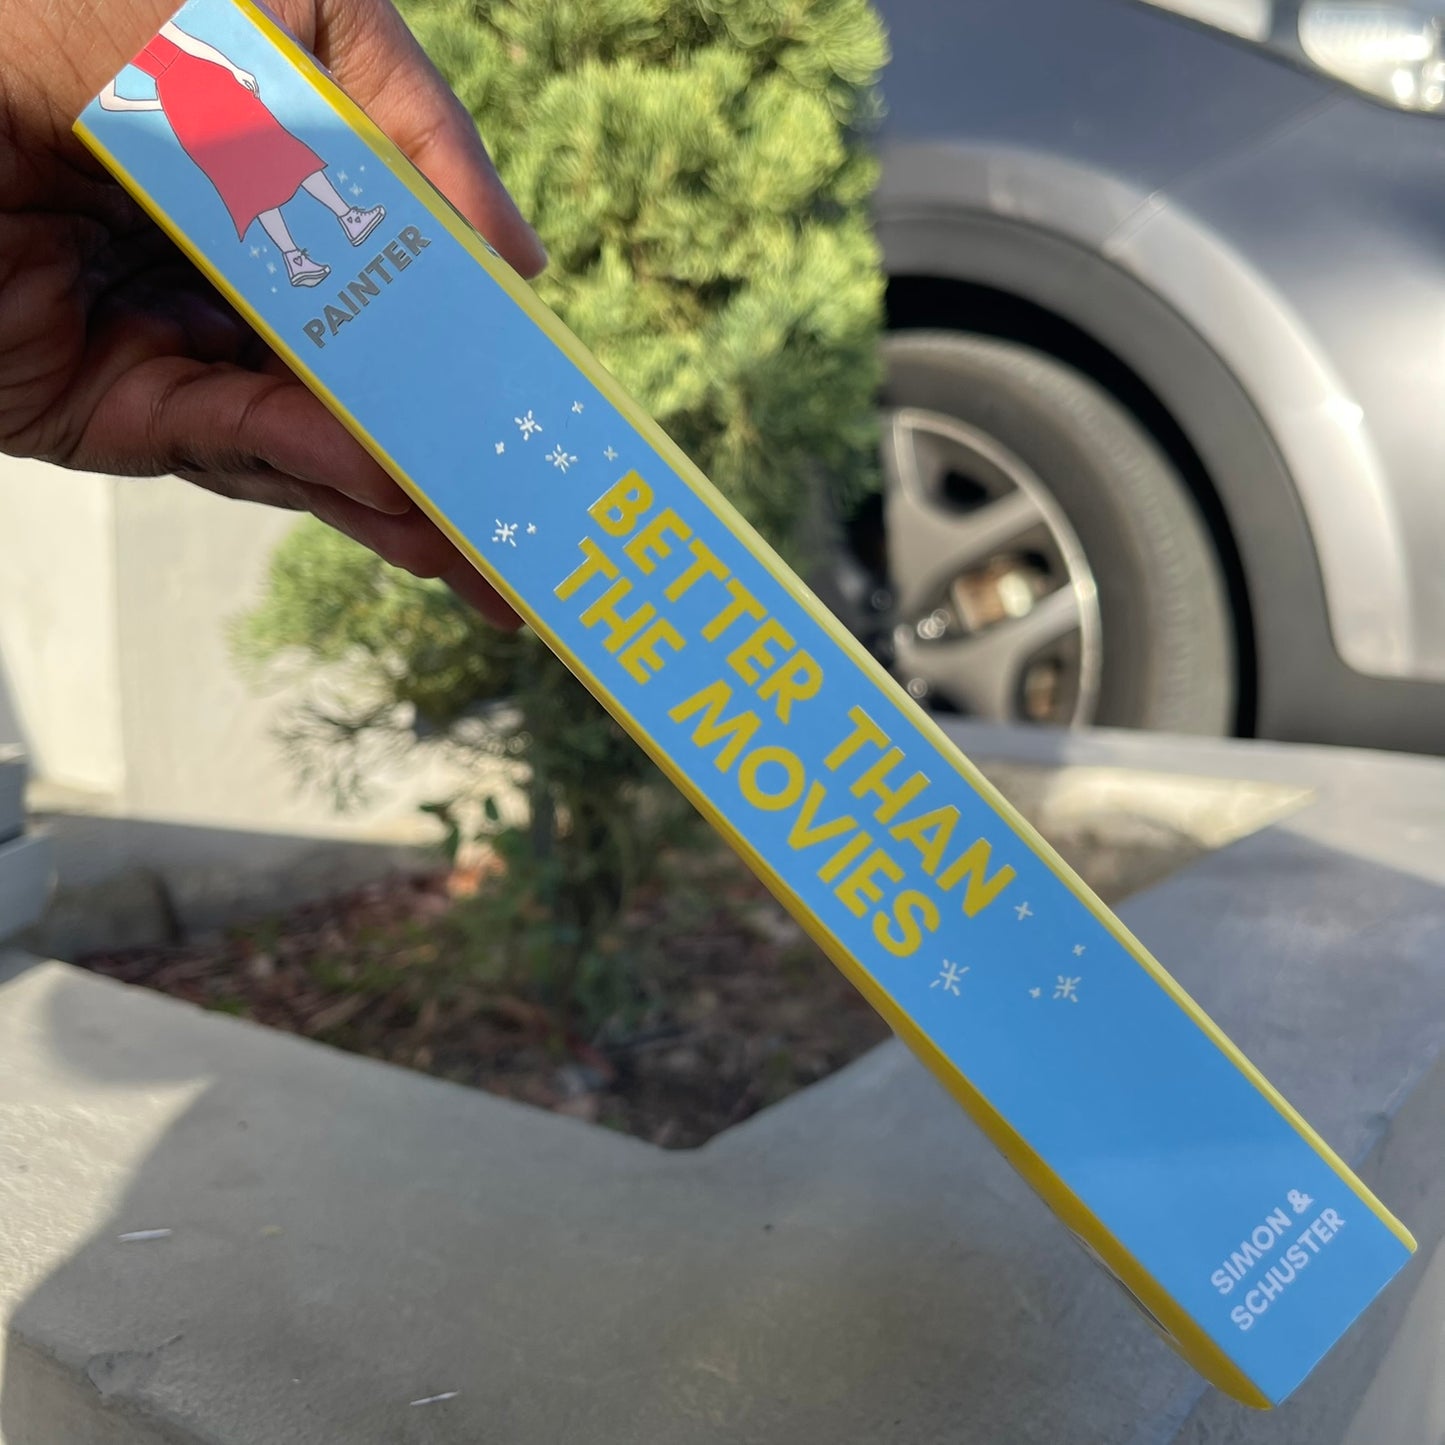 PAINTER
BETTER THAN
THE MOVIES
SIMON &
SCHUSTER